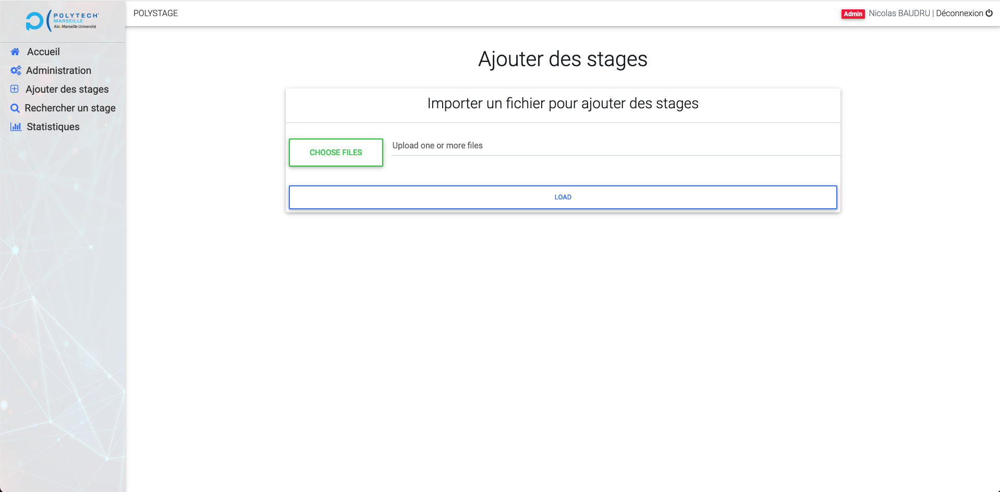 POLYTECH
MARSEILLE
Aix Marseille Université
POLYSTAGE
Admin Nicolas BAUDRU | Déconnexion
Accueil
Administration
Ajouter des stages
Rechercher un stage
Statistiques
Ajouter des stages
Importer un fichier pour ajouter des stages
CHOOSE FILES
Upload one or more files
LOAD